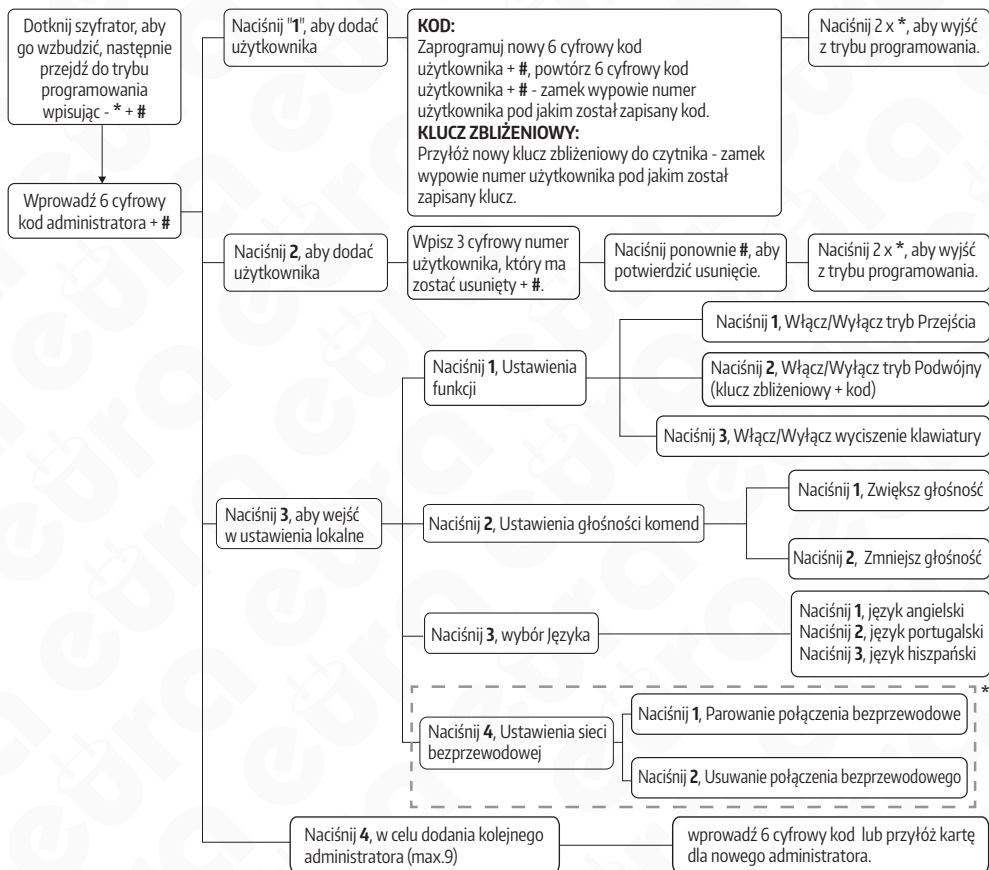 Dotknij szyfrator, aby
go wzbudzić, następnie
przejdź do trybu
programowania
wpisując - * + #
Wprowadź 6 cyfrowy
kod administratora + #
Naciśnij "1", aby dodać
użytkownika
KOD:
Zaprogramuj nowy 6 cyfrowy kod
użytkownika + #, powtórz 6 cyfrowy kod
użytkownika + # - zamek wypowie numer
użytkownika pod jakim został zapisany kod.
KLUCZ ZBLIŻENIOWY:
Przyłóż nowy klucz zbliżeniowy do czytnika - zamek
wypowie numer użytkownika pod jakim został
zapisany klucz.
Naciśnij 2 x *, aby wyjść
z trybu programowania.
Naciśnij 2, aby dodać
użytkownika
Wpisz 3 cyfrowy numer
użytkownika, który ma
zostać usunięty + #.
Naciśnij ponownie #, aby
potwierdzić usunięcie.
Naciśnij 2 x *, aby wyjść
z trybu programowania.
Naciśnij 3, aby wejść
w ustawienia lokalne
Naciśnij 1, Ustawienia
funkcji
Naciśnij 1, Włącz/Wyłącz tryb Przejścia
Naciśnij 2, Włącz/Wyłącz tryb Podwójny
(klucz zbliżeniowy + kod)
Naciśnij 3, Włącz/Wyłącz wyciszenie klawiatury
Naciśnij 2, Ustawienia głośności komend
Naciśnij 1, Zwiększ głośność
Naciśnij 2, Zmniejsz głośność
Naciśnij 3, wybór Języka
Naciśnij 1, język angielski
Naciśnij 2, język portugalski
Naciśnij 3, język hiszpański
*
Naciśnij 4, Ustawienia sieci
bezprzewodowej
Naciśnij 1, Parowanie połączenia bezprzewodowe
Naciśnij 2, Usuwanie połączenia bezprzewodowego
Naciśnij 4, w celu dodania kolejnego
administratora (max.9)
wprowadź 6 cyfrowy kod lub przyłóż kartę
dla nowego administratora.
eura